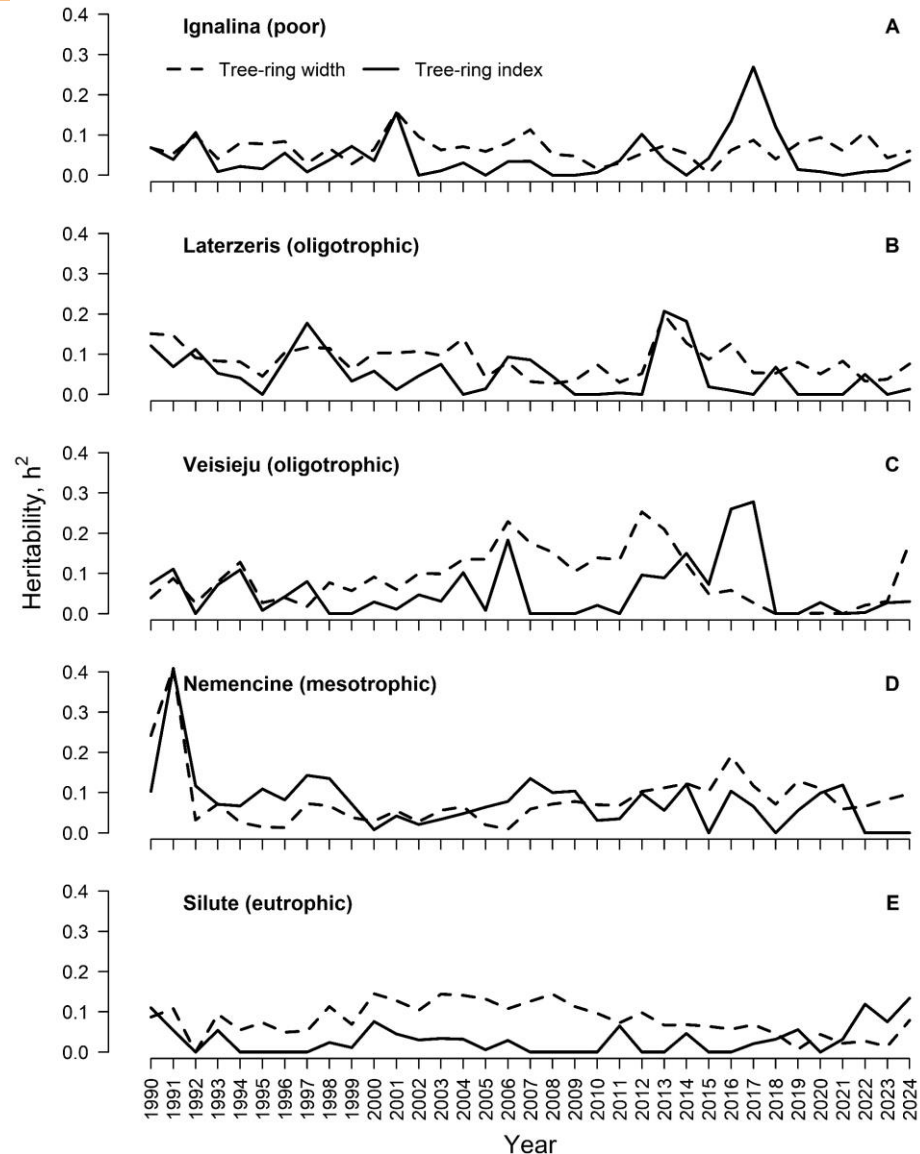 Ignalina (poor) A
Tree-ring width Tree-ring index
0.4
0.3
0.2
0.1
0.0
Laterzeris (oligotrophic) B
0.4
0.3
0.2
0.1
0.0
Veisieju (oligotrophic) C
0.4
0.3
0.2
0.1
0.0
Heritability, h²
Nemencine (mesotrophic) D
0.4
0.3
0.2
0.1
0.0
Silute (eutrophic) E
0.4
0.3
0.2
0.1
0.0
1990 1991 1992 1993 1994 1995 1996 1997 1998 1999 2000 2001 2002 2003 2004 2005 2006 2007 2008 2009 2010 2011 2012 2013 2014 2015 2016 2017 2018 2019 2020 2021 2022 2023 2024
Year